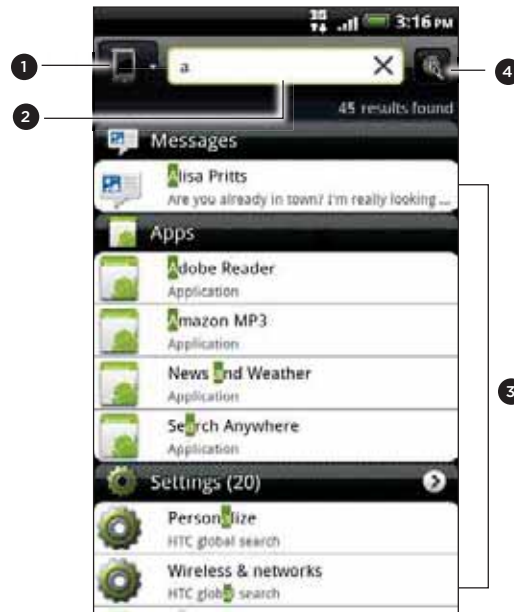 3G 3:16 PM
1 a 4
2
45 results found
Messages
Alisa Pritts
Are you already in town? I'm really looking ...
Apps
Adobe Reader
Application
Amazon MP3
Application
News and Weather
Application
3
Search Anywhere
Application
Settings (20)
Personalize
HTC global search
Wireless & networks
HTC global search